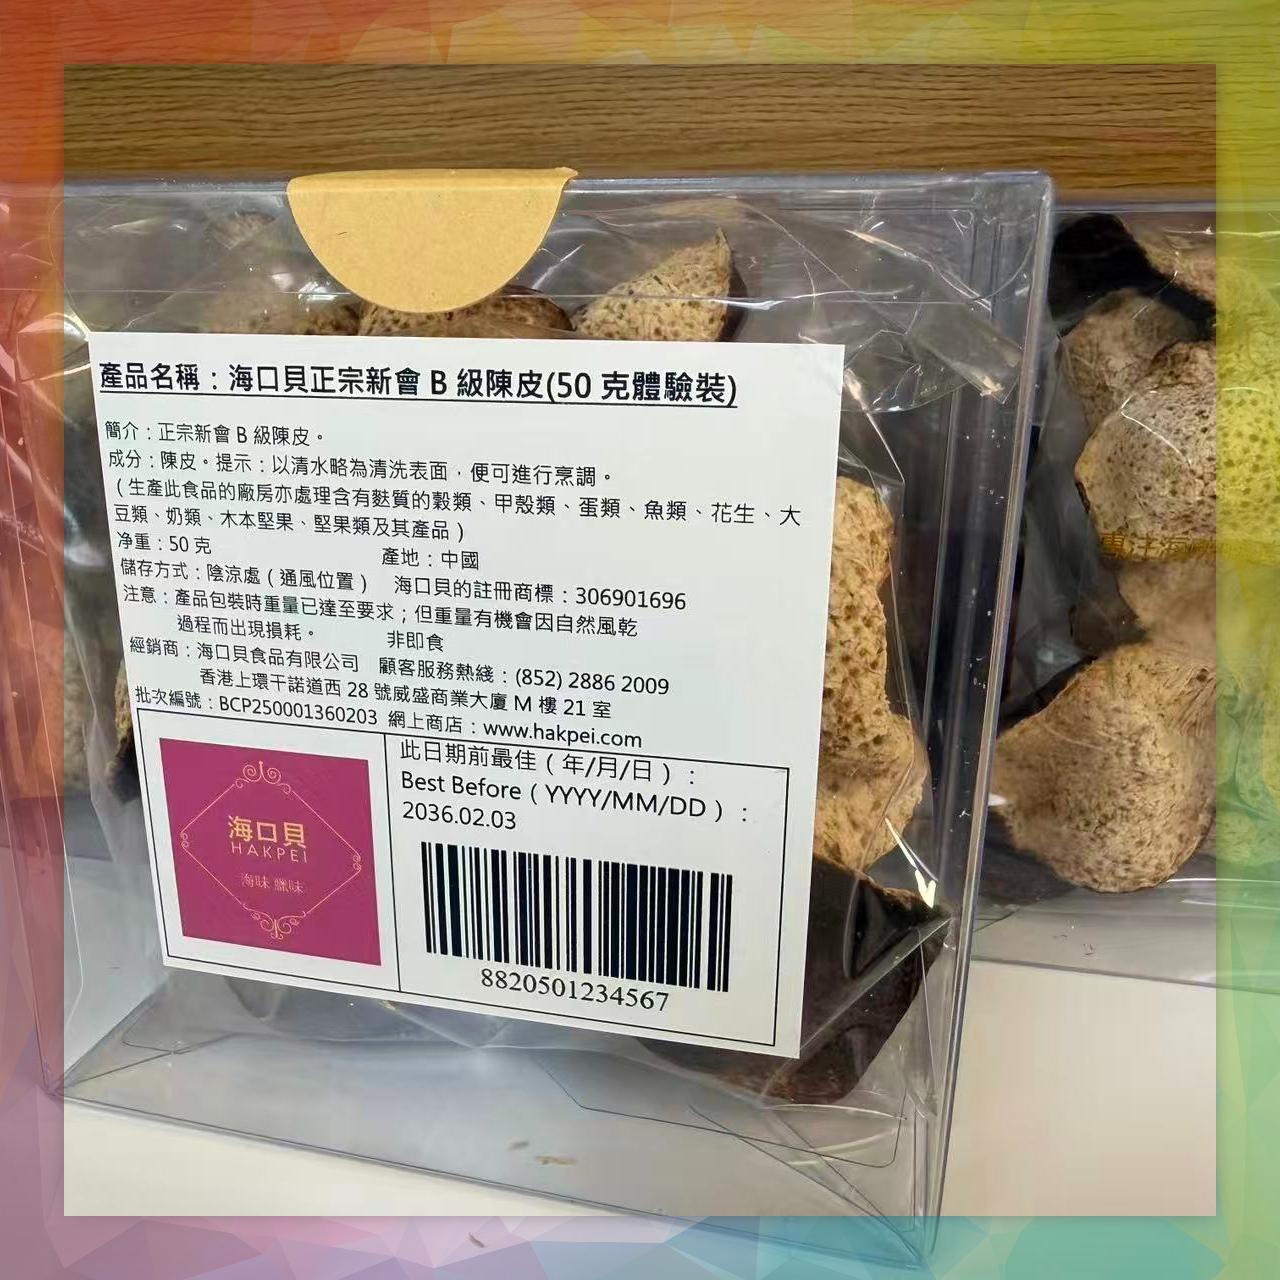 產品名稱：海口貝正宗新會 B 級陳皮(50 克體驗裝)
簡介：正宗新會 B 級陳皮。
成分：陳皮。提示：以清水略為清洗表面，便可進行烹調。
（生產此食品的廠房亦處理含有麩質的穀類、甲殼類、蛋類、魚類、花生、大
豆類、奶類、木本堅果、堅果類及其產品）
净重：50 克 產地：中國
儲存方式：陰涼處（通風位置） 海口貝的註冊商標：306901696
注意：產品包裝時重量已達至要求；但重量有機會因自然風乾
過程而出現損耗。 非即食
經銷商：海口貝食品有限公司 顧客服務熱綫：(852) 2886 2009
香港上環干諾道西 28 號威盛商業大廈 M 樓 21 室
批次編號：BCP250001360203 網上商店：www.hakpei.com
海口貝
HAKPEI
海味 臘味
此日期前最佳（年/月/日）：
Best Before（YYYY/MM/DD）：
2036.02.03
8820501234567